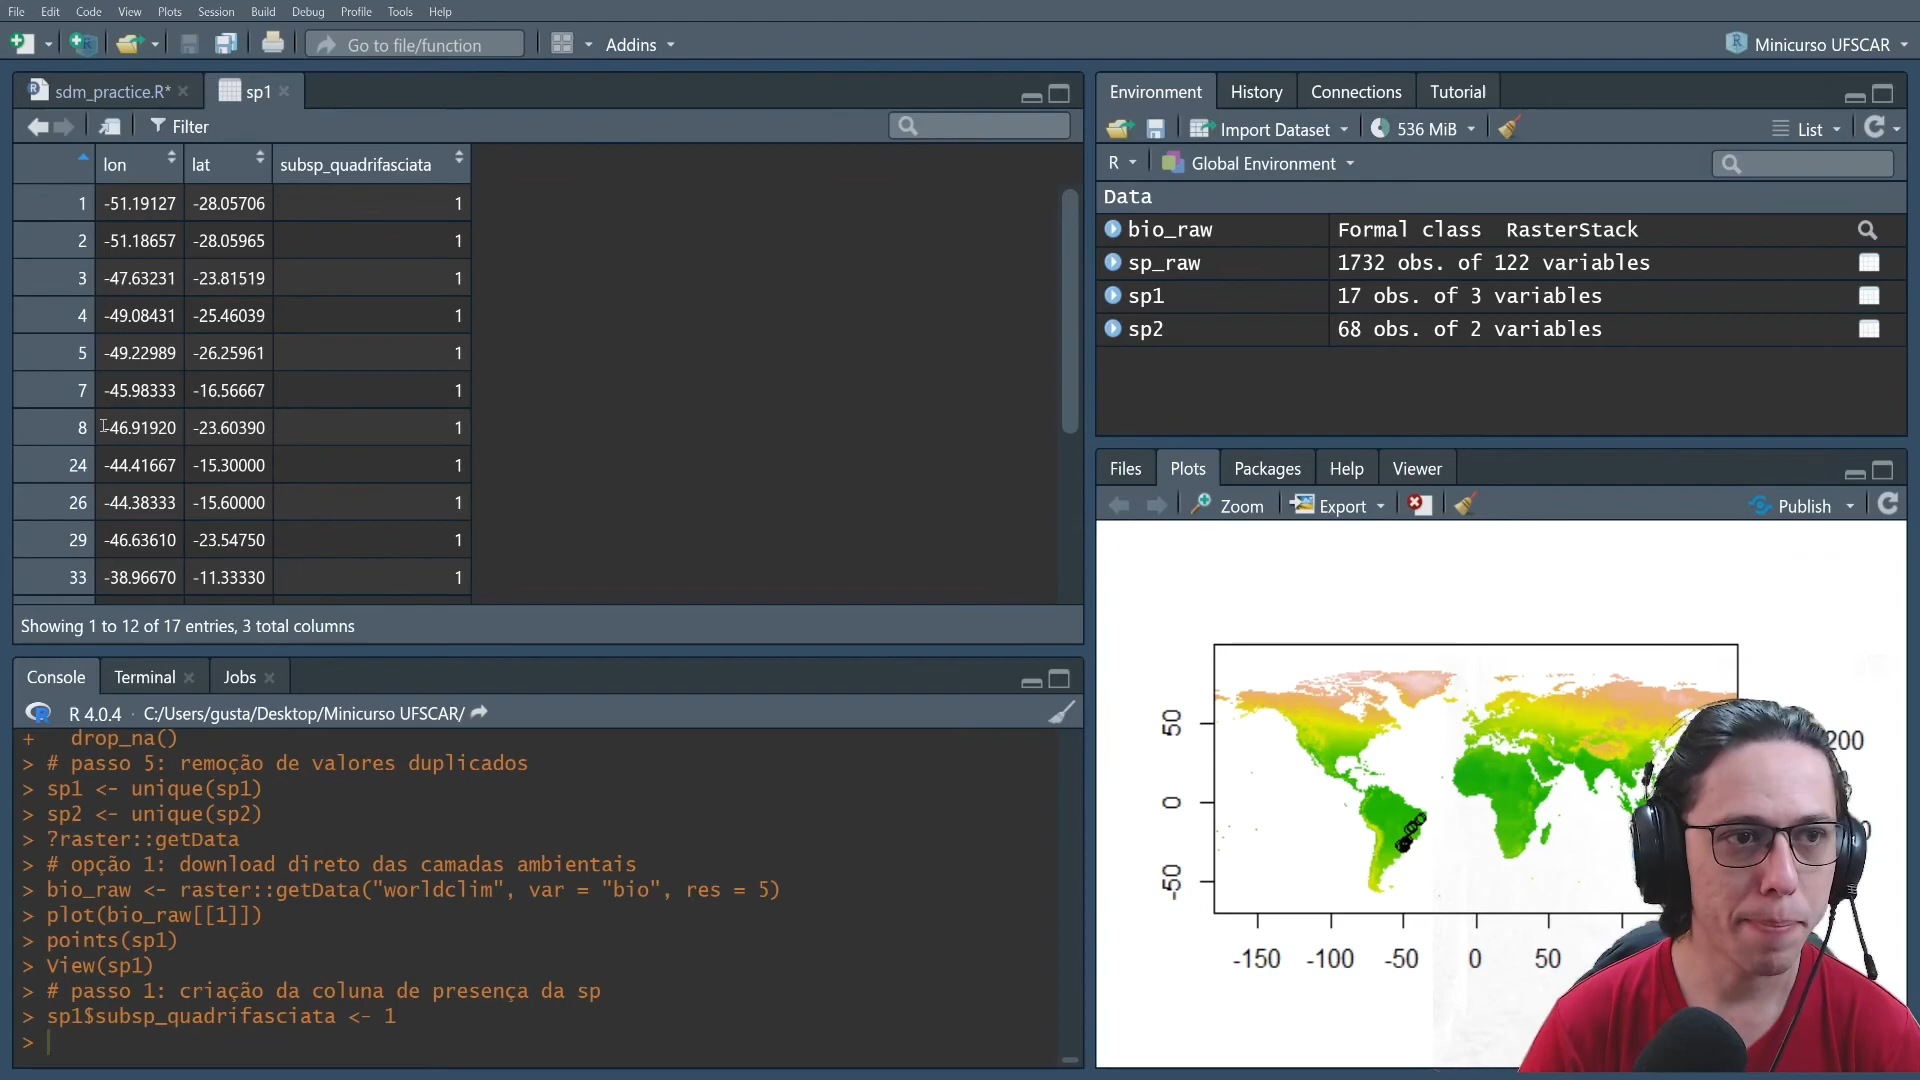 File Edit Code View Plots Session Build Debug Profile Tools Help
Go to file/function Addins Minicurso UFSCAR
sdm_practice.R* sp1
Filter
lon lat subsp_quadrifasciata
1 -51.19127 -28.05706 1
2 -51.18657 -28.05965 1
3 -47.63231 -23.81519 1
4 -49.08431 -25.46039 1
5 -49.22989 -26.25961 1
7 -45.98333 -16.56667 1
8 -46.91920 -23.60390 1
24 -44.41667 -15.30000 1
26 -44.38333 -15.60000 1
29 -46.63610 -23.54750 1
33 -38.96670 -11.33330 1
Showing 1 to 12 of 17 entries, 3 total columns
Console Terminal Jobs
R 4.0.4 · C:/Users/gusta/Desktop/Minicurso UFSCAR/
+ drop_na()
> # passo 5: remoção de valores duplicados
> sp1 <- unique(sp1)
> sp2 <- unique(sp2)
> ?raster::getData
> # opção 1: download direto das camadas ambientais
> bio_raw <- raster::getData("worldclim", var = "bio", res = 5)
> plot(bio_raw[[1]])
> points(sp1)
> View(sp1)
> # passo 1: criação da coluna de presença da sp
> sp1$subsp_quadrifasciata <- 1
>
Environment History Connections Tutorial
Import Dataset 536 MiB List
R Global Environment
Data
bio_raw Formal class RasterStack
sp_raw 1732 obs. of 122 variables
sp1 17 obs. of 3 variables
sp2 68 obs. of 2 variables
Files Plots Packages Help Viewer
Zoom Export Publish
50
0
-50
-150 -100 -50 0 50
200